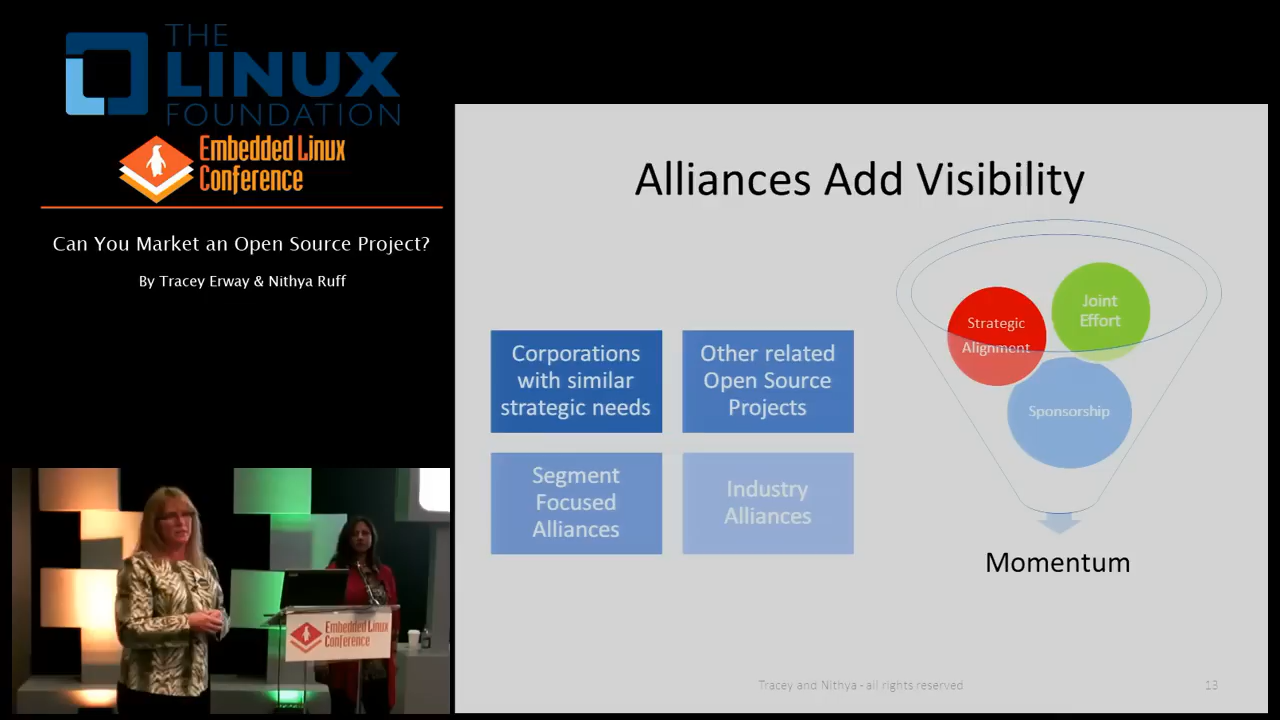 THE
LINUX
FOUNDATION
Embedded Linux
Conference
Can You Market an Open Source Project?
By Tracey Erway & Nithya Ruff
Alliances Add Visibility
Corporations
with similar
strategic needs
Other related
Open Source
Projects
Segment
Focused
Alliances
Industry
Alliances
Strategic
Alignment
Joint
Effort
Sponsorship
Momentum
Embedded Linux
Conference
Tracey and Nithya - all rights reserved
13